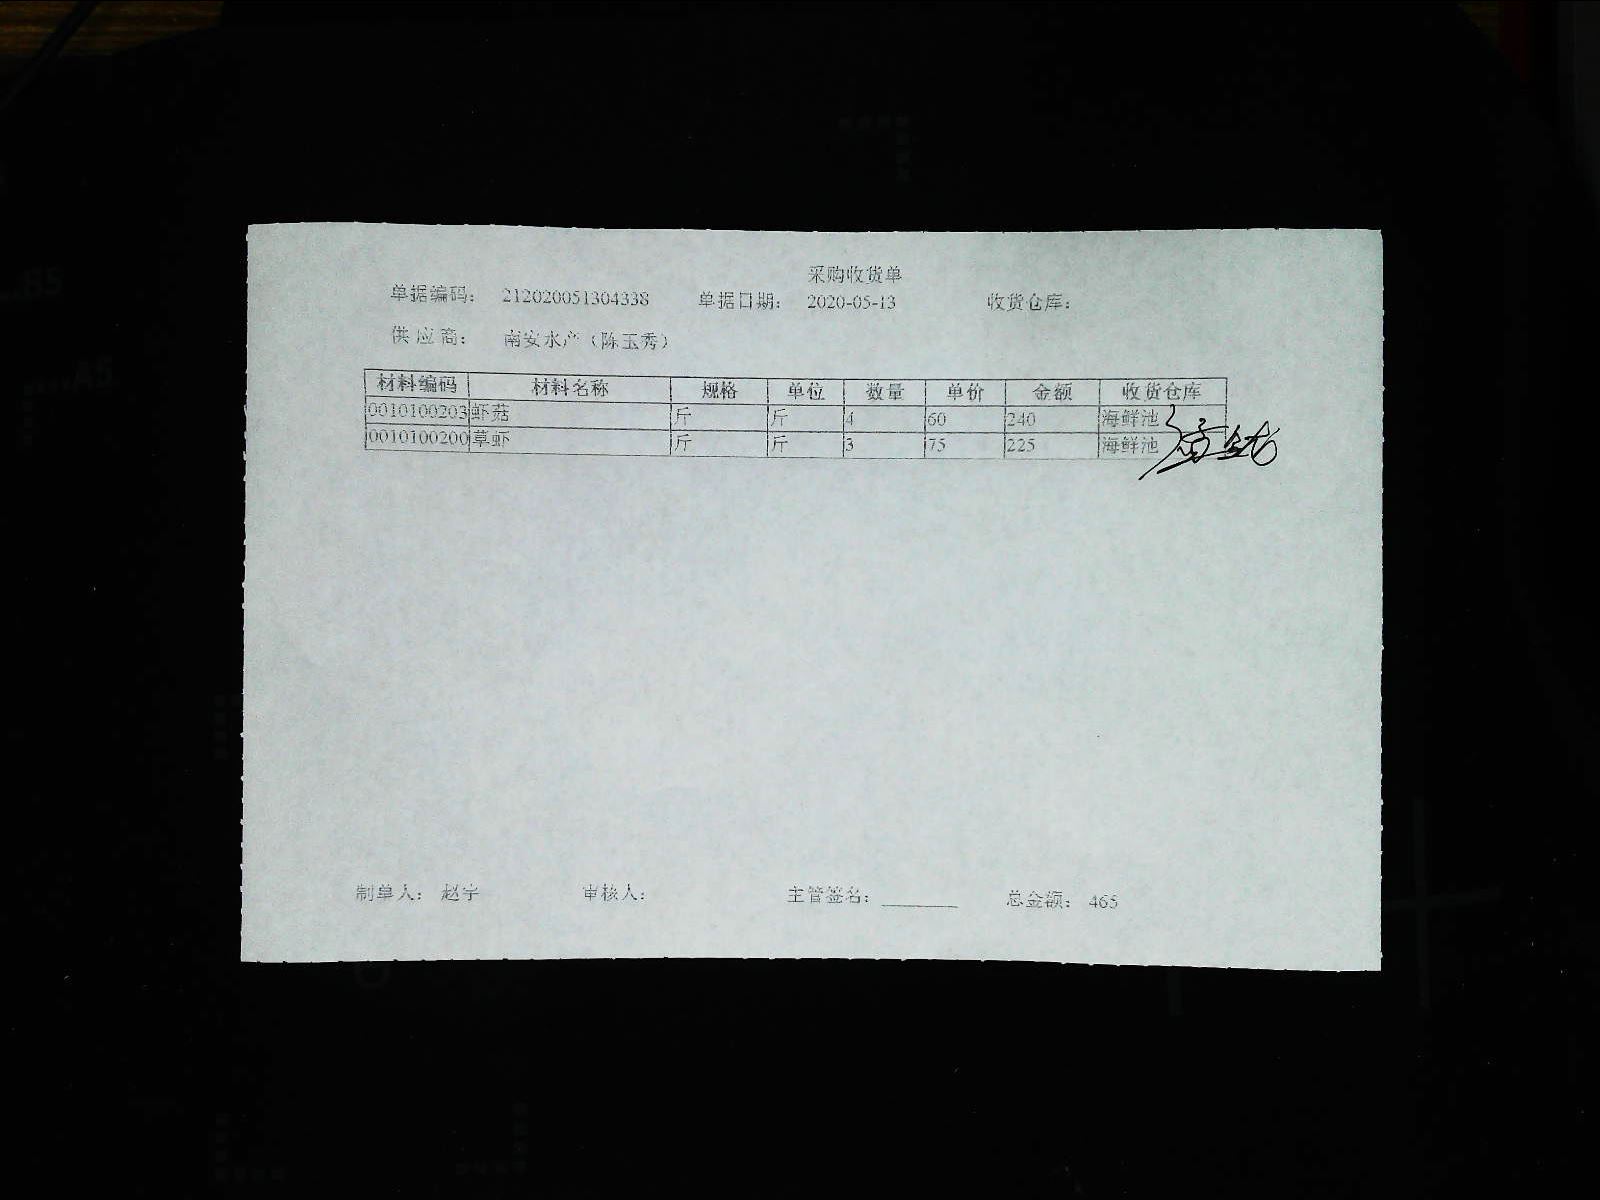 采购收货单
单据编码: 212020051304338 单据日期: 2020-05-13 收货仓库:
供应商: 南安水产(陈玉秀)
材料编码 材料名称 规格 单位 数量 单价 金额 收货仓库
0010100203 虾菇 斤 斤 4 60 240 海鲜池
0010100200 草虾 斤 斤 3 75 225 海鲜池
制单人: 赵宇 审核人: 主管签名: 总金额: 465
B5
A5